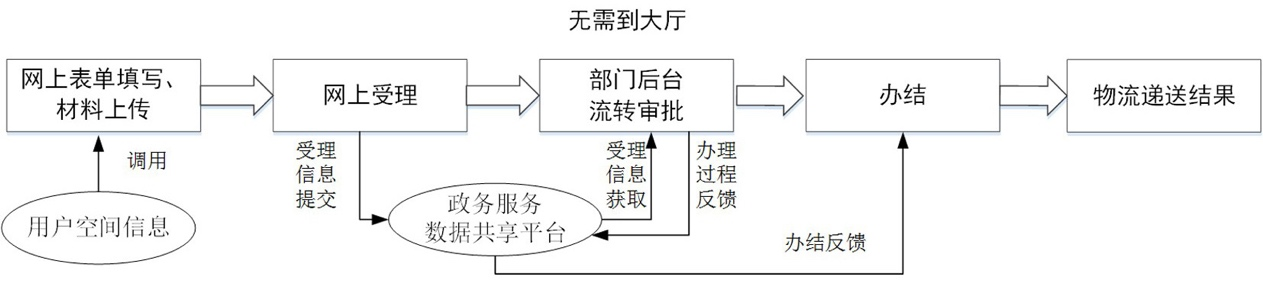 无需到大厅
网上表单填写、
材料上传
网上受理
部门后台
流转审批
办结
物流递送结果
调用
受理
信息
提交
受理
信息
获取
办理
过程
反馈
用户空间信息
政务服务
数据共享平台
办结反馈